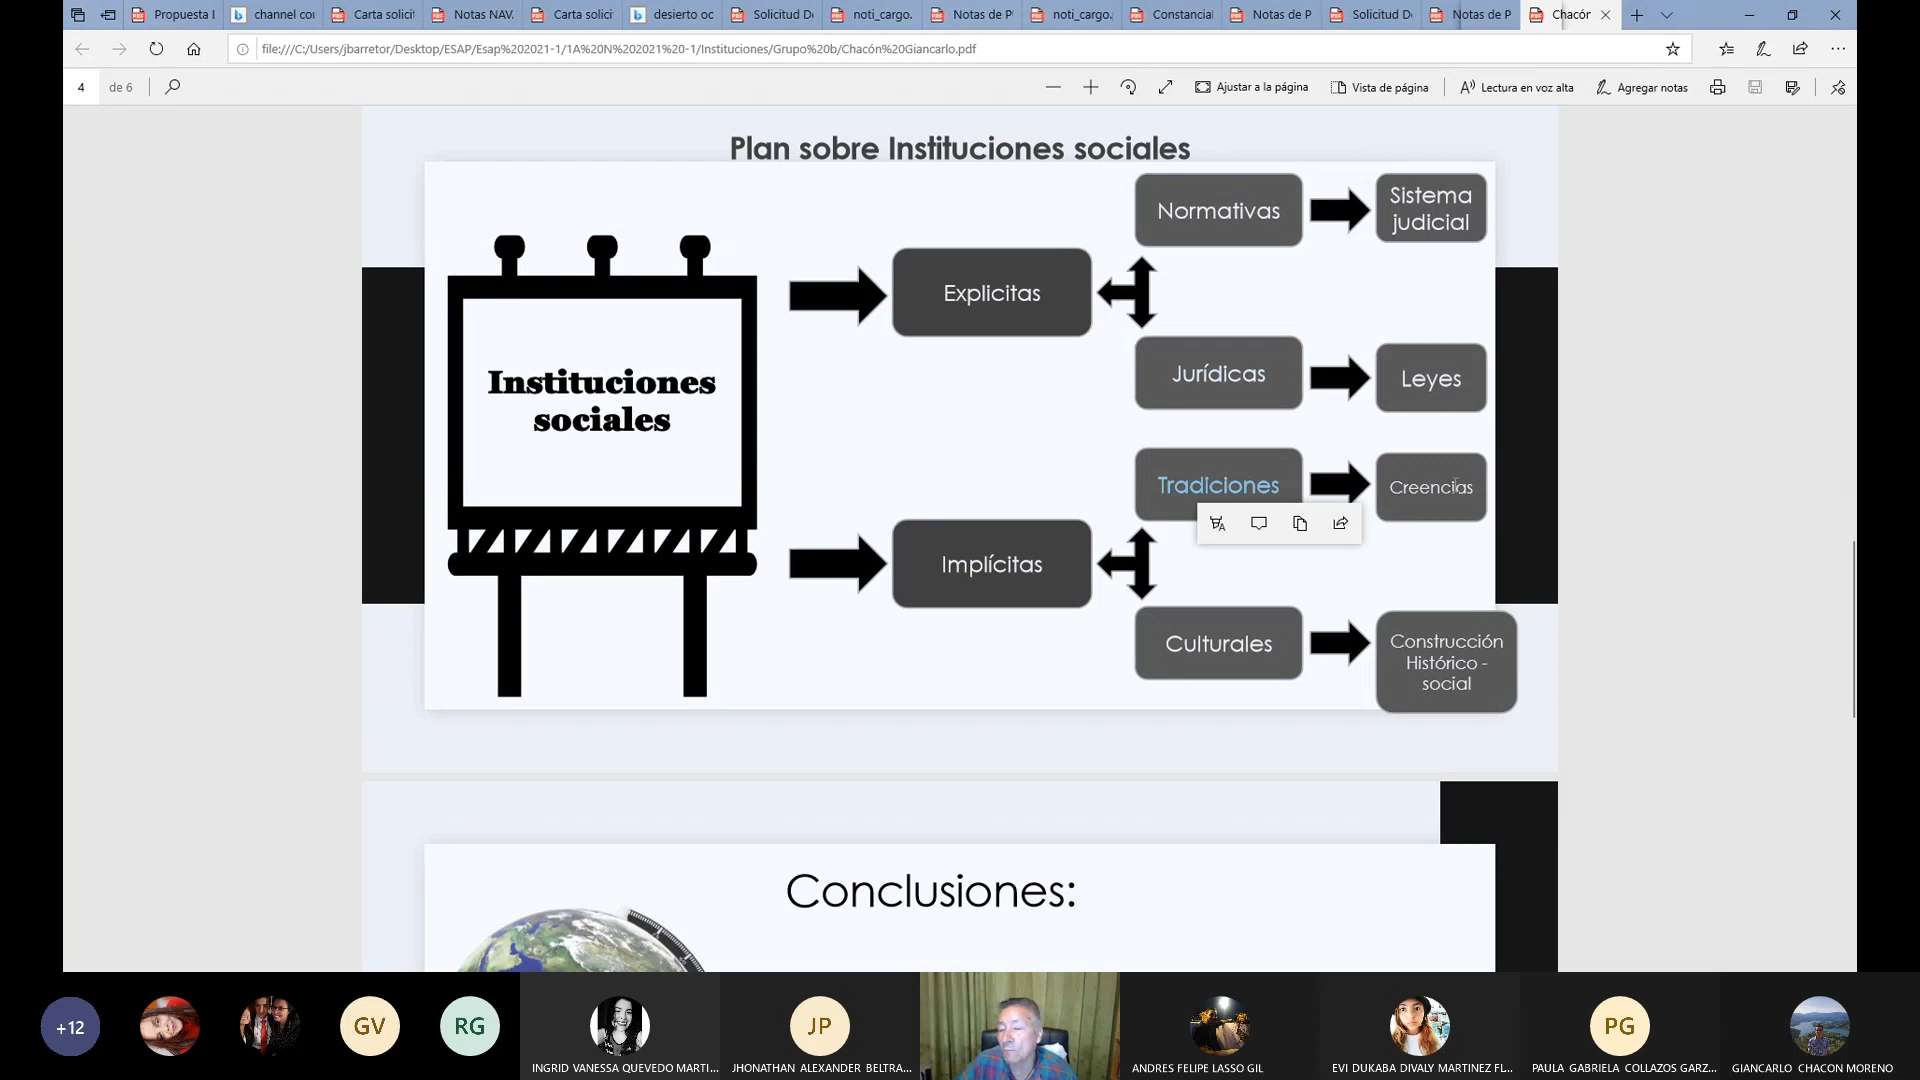 Propuesta I
channel cou
Carta solicit
Notas NAV.
Carta solici
desierto oc
Solicitud De
noti_cargo.
Notas de P
noti_cargo.
Constancial
Notas de P
Solicitud D
Notas de P
Chacón
file:///C:/Users/jbarretor/Desktop/ESAP/Esap%202021-1/1A%20N%202021%20-1/Instituciones/Grupo%20b/Chacón%20Giancarlo.pdf
4 de 6
Ajustar a la página
Vista de página
Lectura en voz alta
Agregar notas
Plan sobre Instituciones sociales
Instituciones
sociales
Explicitas
Normativas
Sistema
judicial
Jurídicas
Leyes
Implícitas
Tradiciones
Creencias
Culturales
Construcción
Histórico -
social
Conclusiones:
+12
GV
RG
INGRID VANESSA QUEVEDO MARTI...
JP
JHONATHAN ALEXANDER BELTRA...
ANDRES FELIPE LASSO GIL
EVI DUKABA DIVALY MARTINEZ FL...
PG
PAULA GABRIELA COLLAZOS GARZ...
GIANCARLO CHACON MORENO